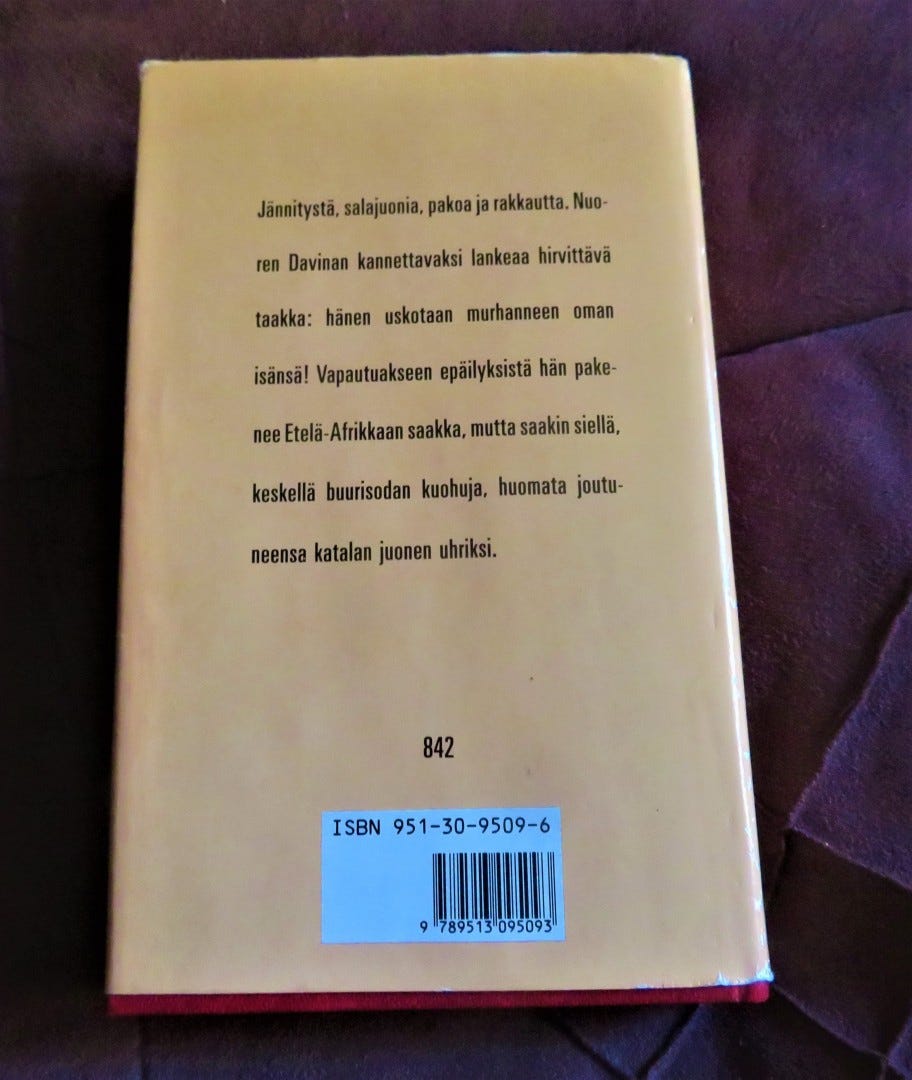 Jännitystä, salajuonia, pakoa ja rakkautta. Nuo-
ren Davinan kannettavaksi lankeaa hirvittävä
taakka: hänen uskotaan murhanneen oman
isänsä! Vapautuakseen epäilyksistä hän pake-
nee Etelä-Afrikkaan saakka, mutta saakin siellä,
keskellä buurisodan kuohuja, huomata joutu-
neensa katalan juonen uhriksi.
842
ISBN 951-30-9509-6
9 789513 095093